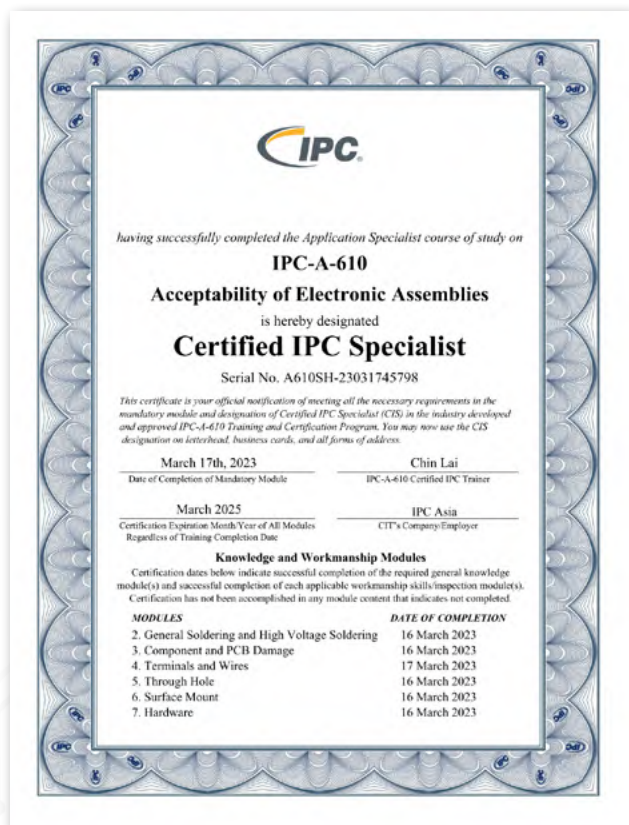 IPC
having successfully completed the Application Specialist course of study on
IPC-A-610
Acceptability of Electronic Assemblies
is hereby designated
Certified IPC Specialist
Serial No. A610SH-23031745798
This certificate is your official notification of meeting all the necessary requirements in the
mandatory module and designation of Certified IPC Specialist (CIS) in the industry developed
and approved IPC-A-610 Training and Certification Program. You may now use the CIS
designation on letterhead, business cards, and all forms of address.
March 17th, 2023 Chin Lai
Date of Completion of Mandatory Module IPC-A-610 Certified IPC Trainer
March 2025 IPC Asia
Certification Expiration Month/Year of All Modules CIT"s Company/Employer
Regardless of Training Completion Date
Knowledge and Workmanship Modules
Certification dates below indicate successful completion of the required general knowledge
module(s) and successful completion of each applicable workmanship skills/inspection module(s).
Certification has not been accomplished in any module content that indicates not completed.
MODULES DATE OF COMPLETION
2. General Soldering and High Voltage Soldering 16 March 2023
3. Component and PCB Damage 16 March 2023
4. Terminals and Wires 17 March 2023
5. Through Hole 16 March 2023
6. Surface Mount 16 March 2023
7. Hardware 16 March 2023